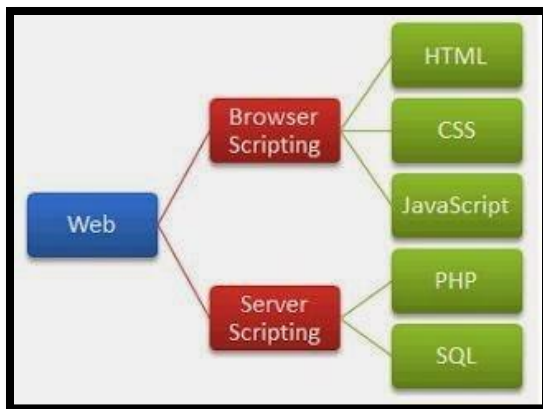 Web
Browser
Scripting
HTML
CSS
JavaScript
Server
Scripting
PHP
SQL